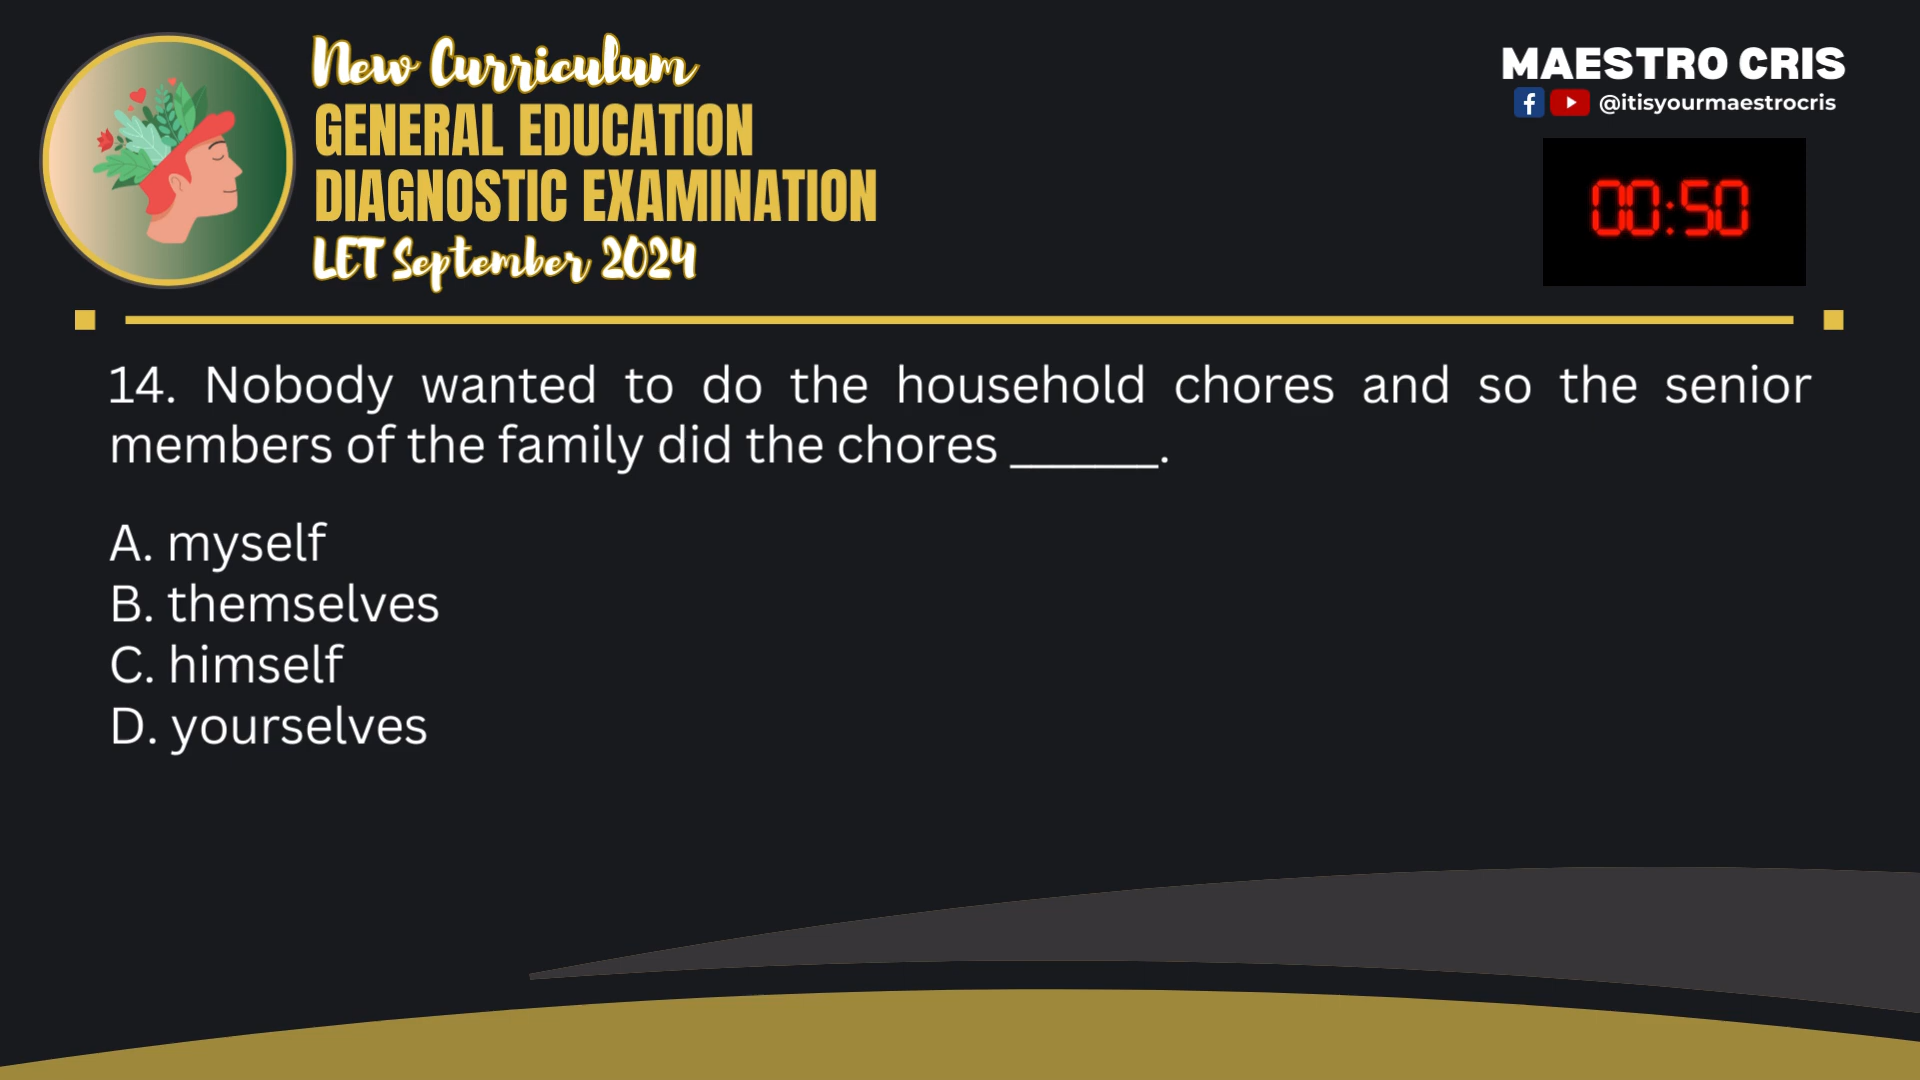 New Curriculum
GENERAL EDUCATION
DIAGNOSTIC EXAMINATION
LET September 2024
MAESTRO CRIS
@itisyourmaestrocris
00:50
14. Nobody wanted to do the household chores and so the senior
members of the family did the chores ______.
A. myself
B. themselves
C. himself
D. yourselves